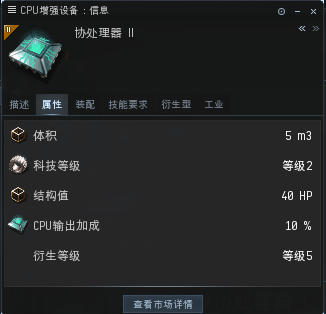 CPU增强设备：信息
协处理器 II
描述 属性 装配 技能要求 衍生型 工业
体积 5 m3
科技等级 等级2
结构值 40 HP
CPU输出加成 10 %
衍生等级 等级5
查看市场详情